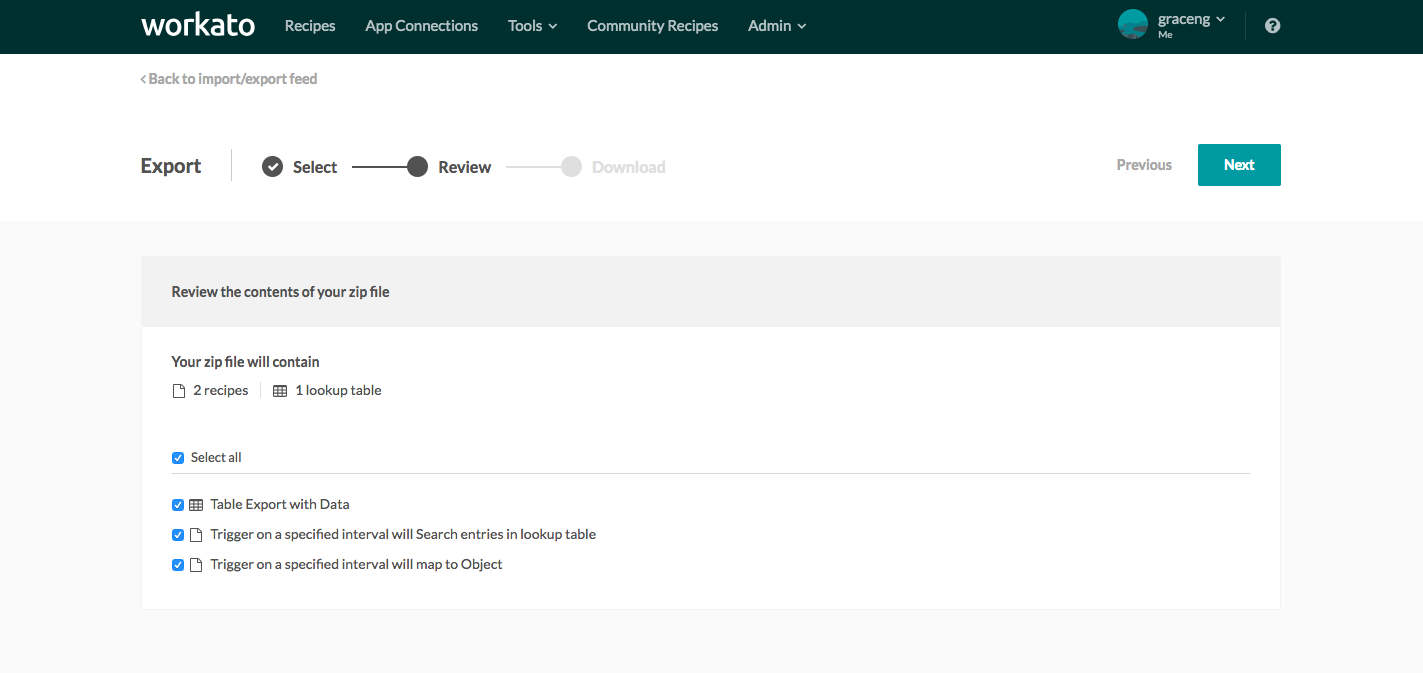 workato Recipes App Connections Tools Community Recipes Admin graceng
Me
Back to import/export feed
Export Select Review Download Previous Next
Review the contents of your zip file
Your zip file will contain
2 recipes 1 lookup table
Select all
Table Export with Data
Trigger on a specified interval will Search entries in lookup table
Trigger on a specified interval will map to Object